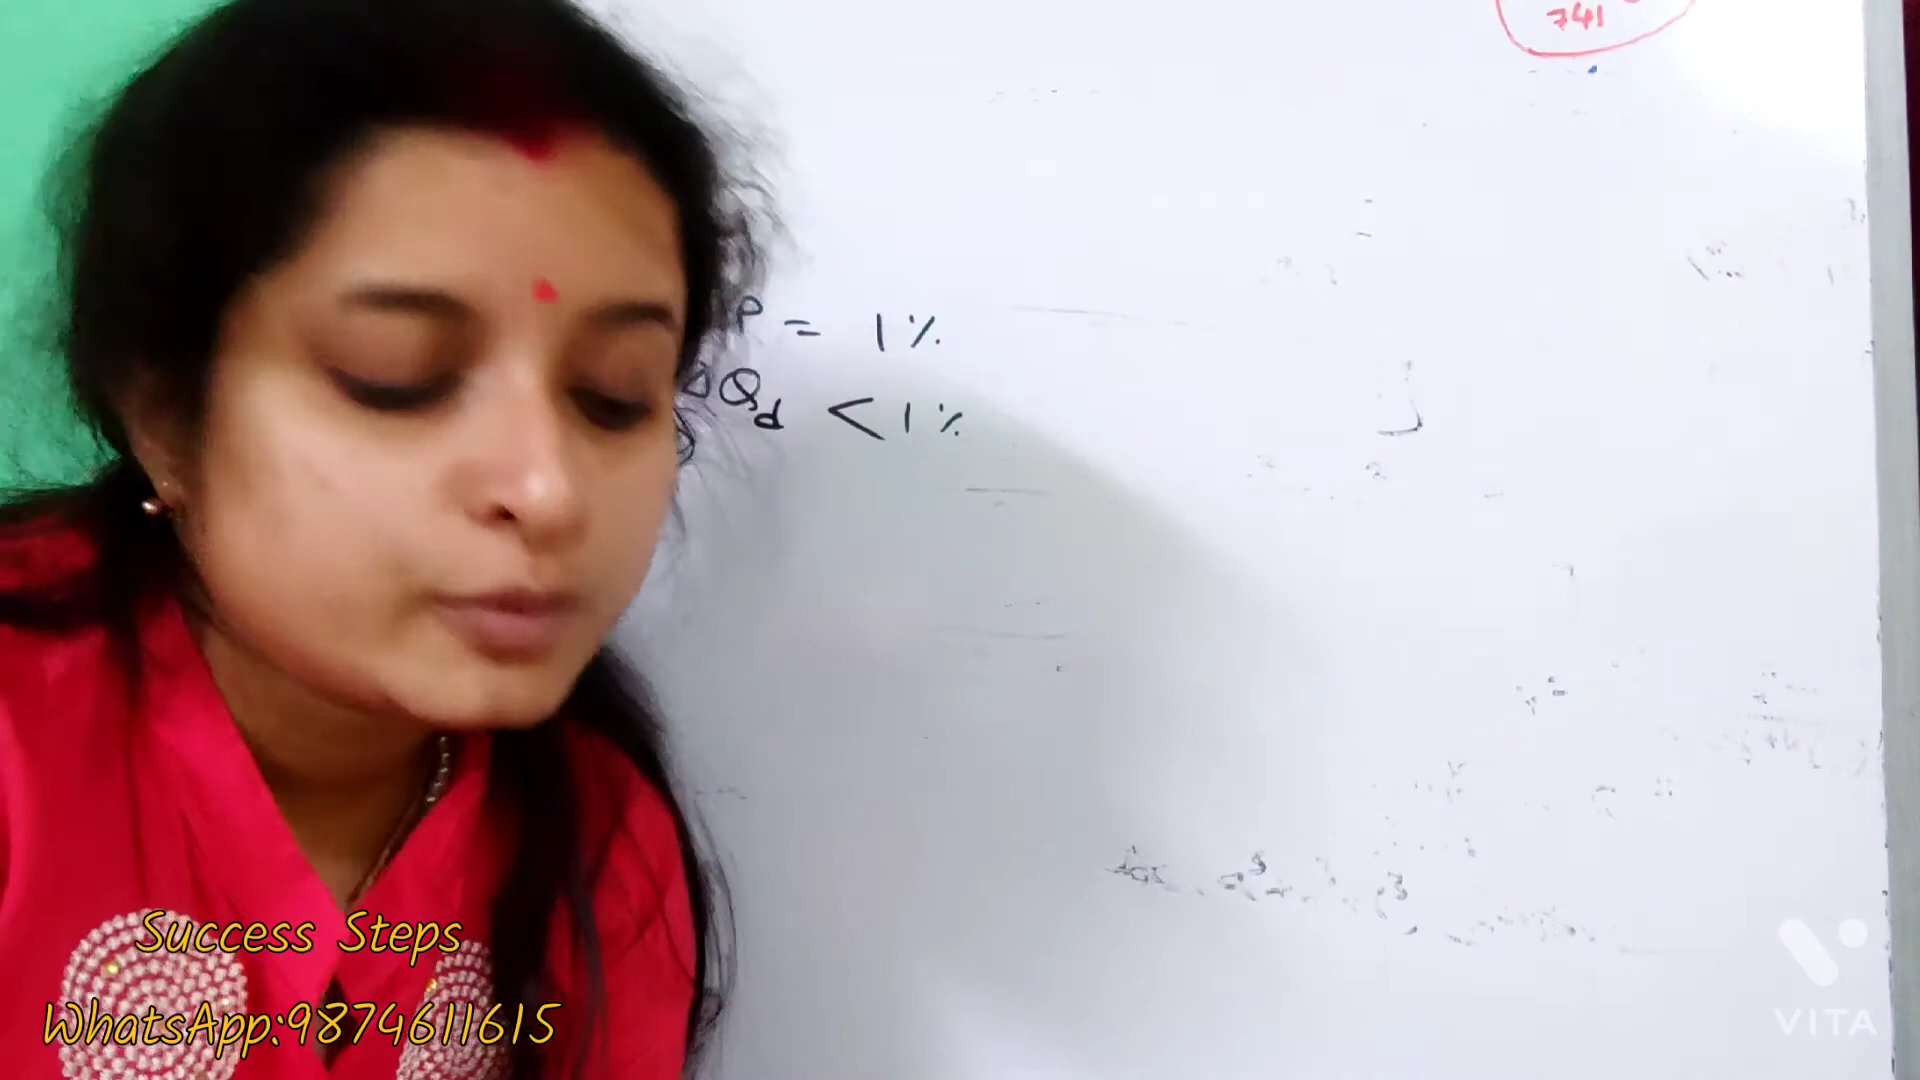 741
P = 1%
ΔQd < 1%
Success Steps
WhatsApp:9874611615
VITA